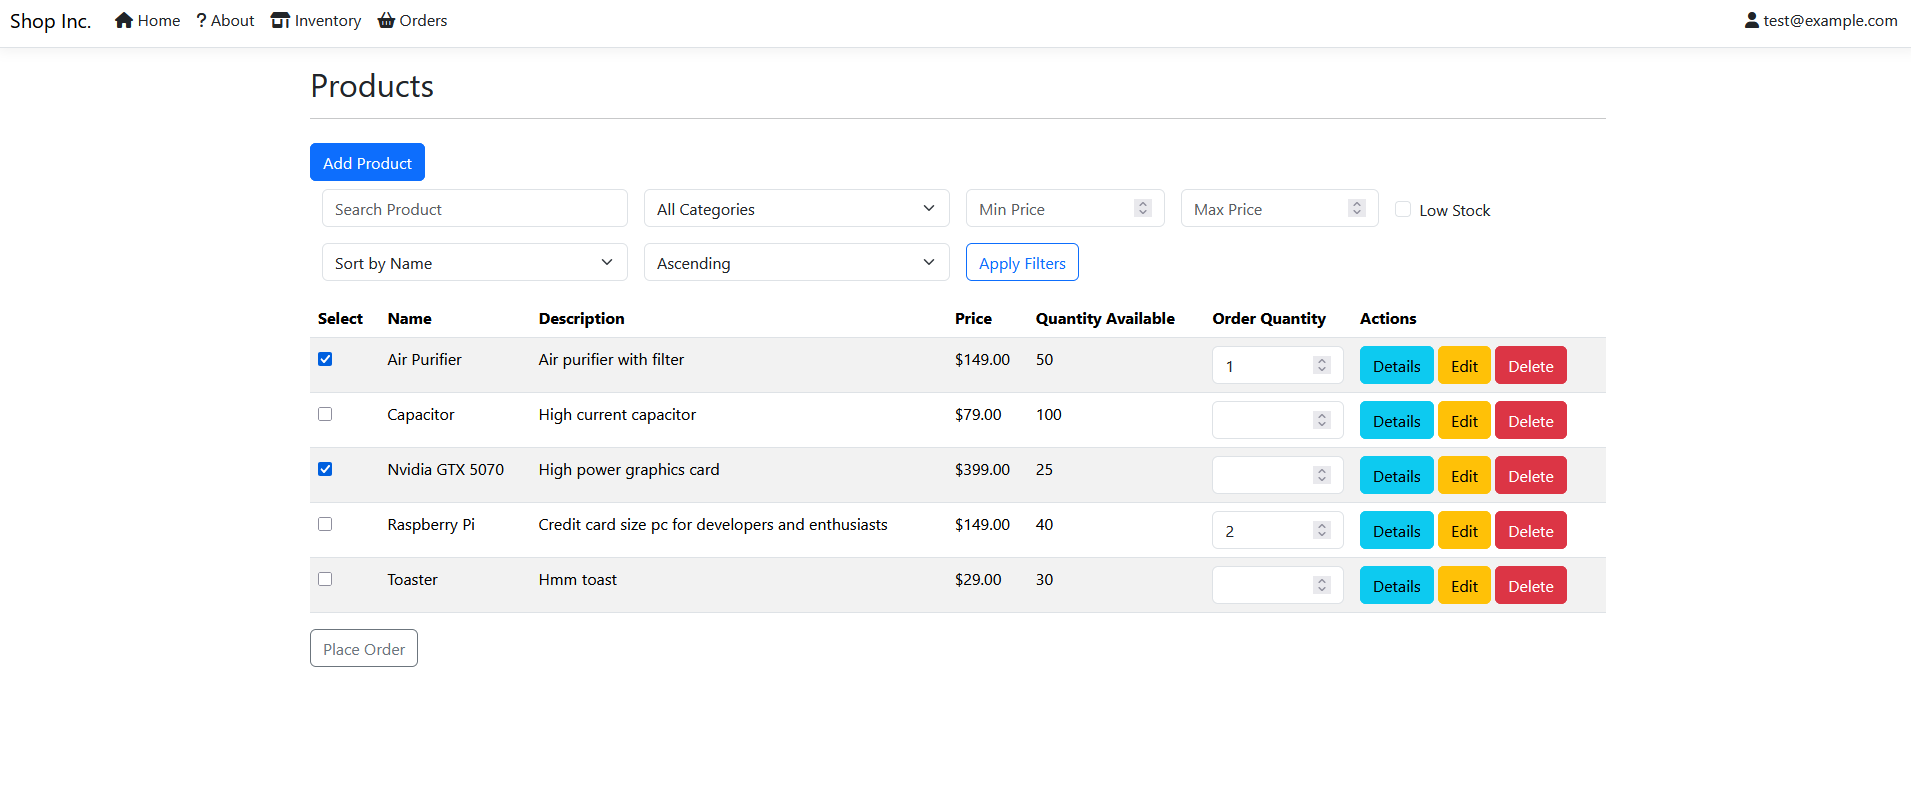 Shop Inc. Home ? About Inventory Orders test@example.com
Products
Add Product
Search Product All Categories Min Price Max Price Low Stock
Sort by Name Ascending Apply Filters
Select Name Description Price Quantity Available Order Quantity Actions
Air Purifier Air purifier with filter $149.00 50 1 Details Edit Delete
Capacitor High current capacitor $79.00 100 Details Edit Delete
Nvidia GTX 5070 High power graphics card $399.00 25 Details Edit Delete
Raspberry Pi Credit card size pc for developers and enthusiasts $149.00 40 2 Details Edit Delete
Toaster Hmm toast $29.00 30 Details Edit Delete
Place Order